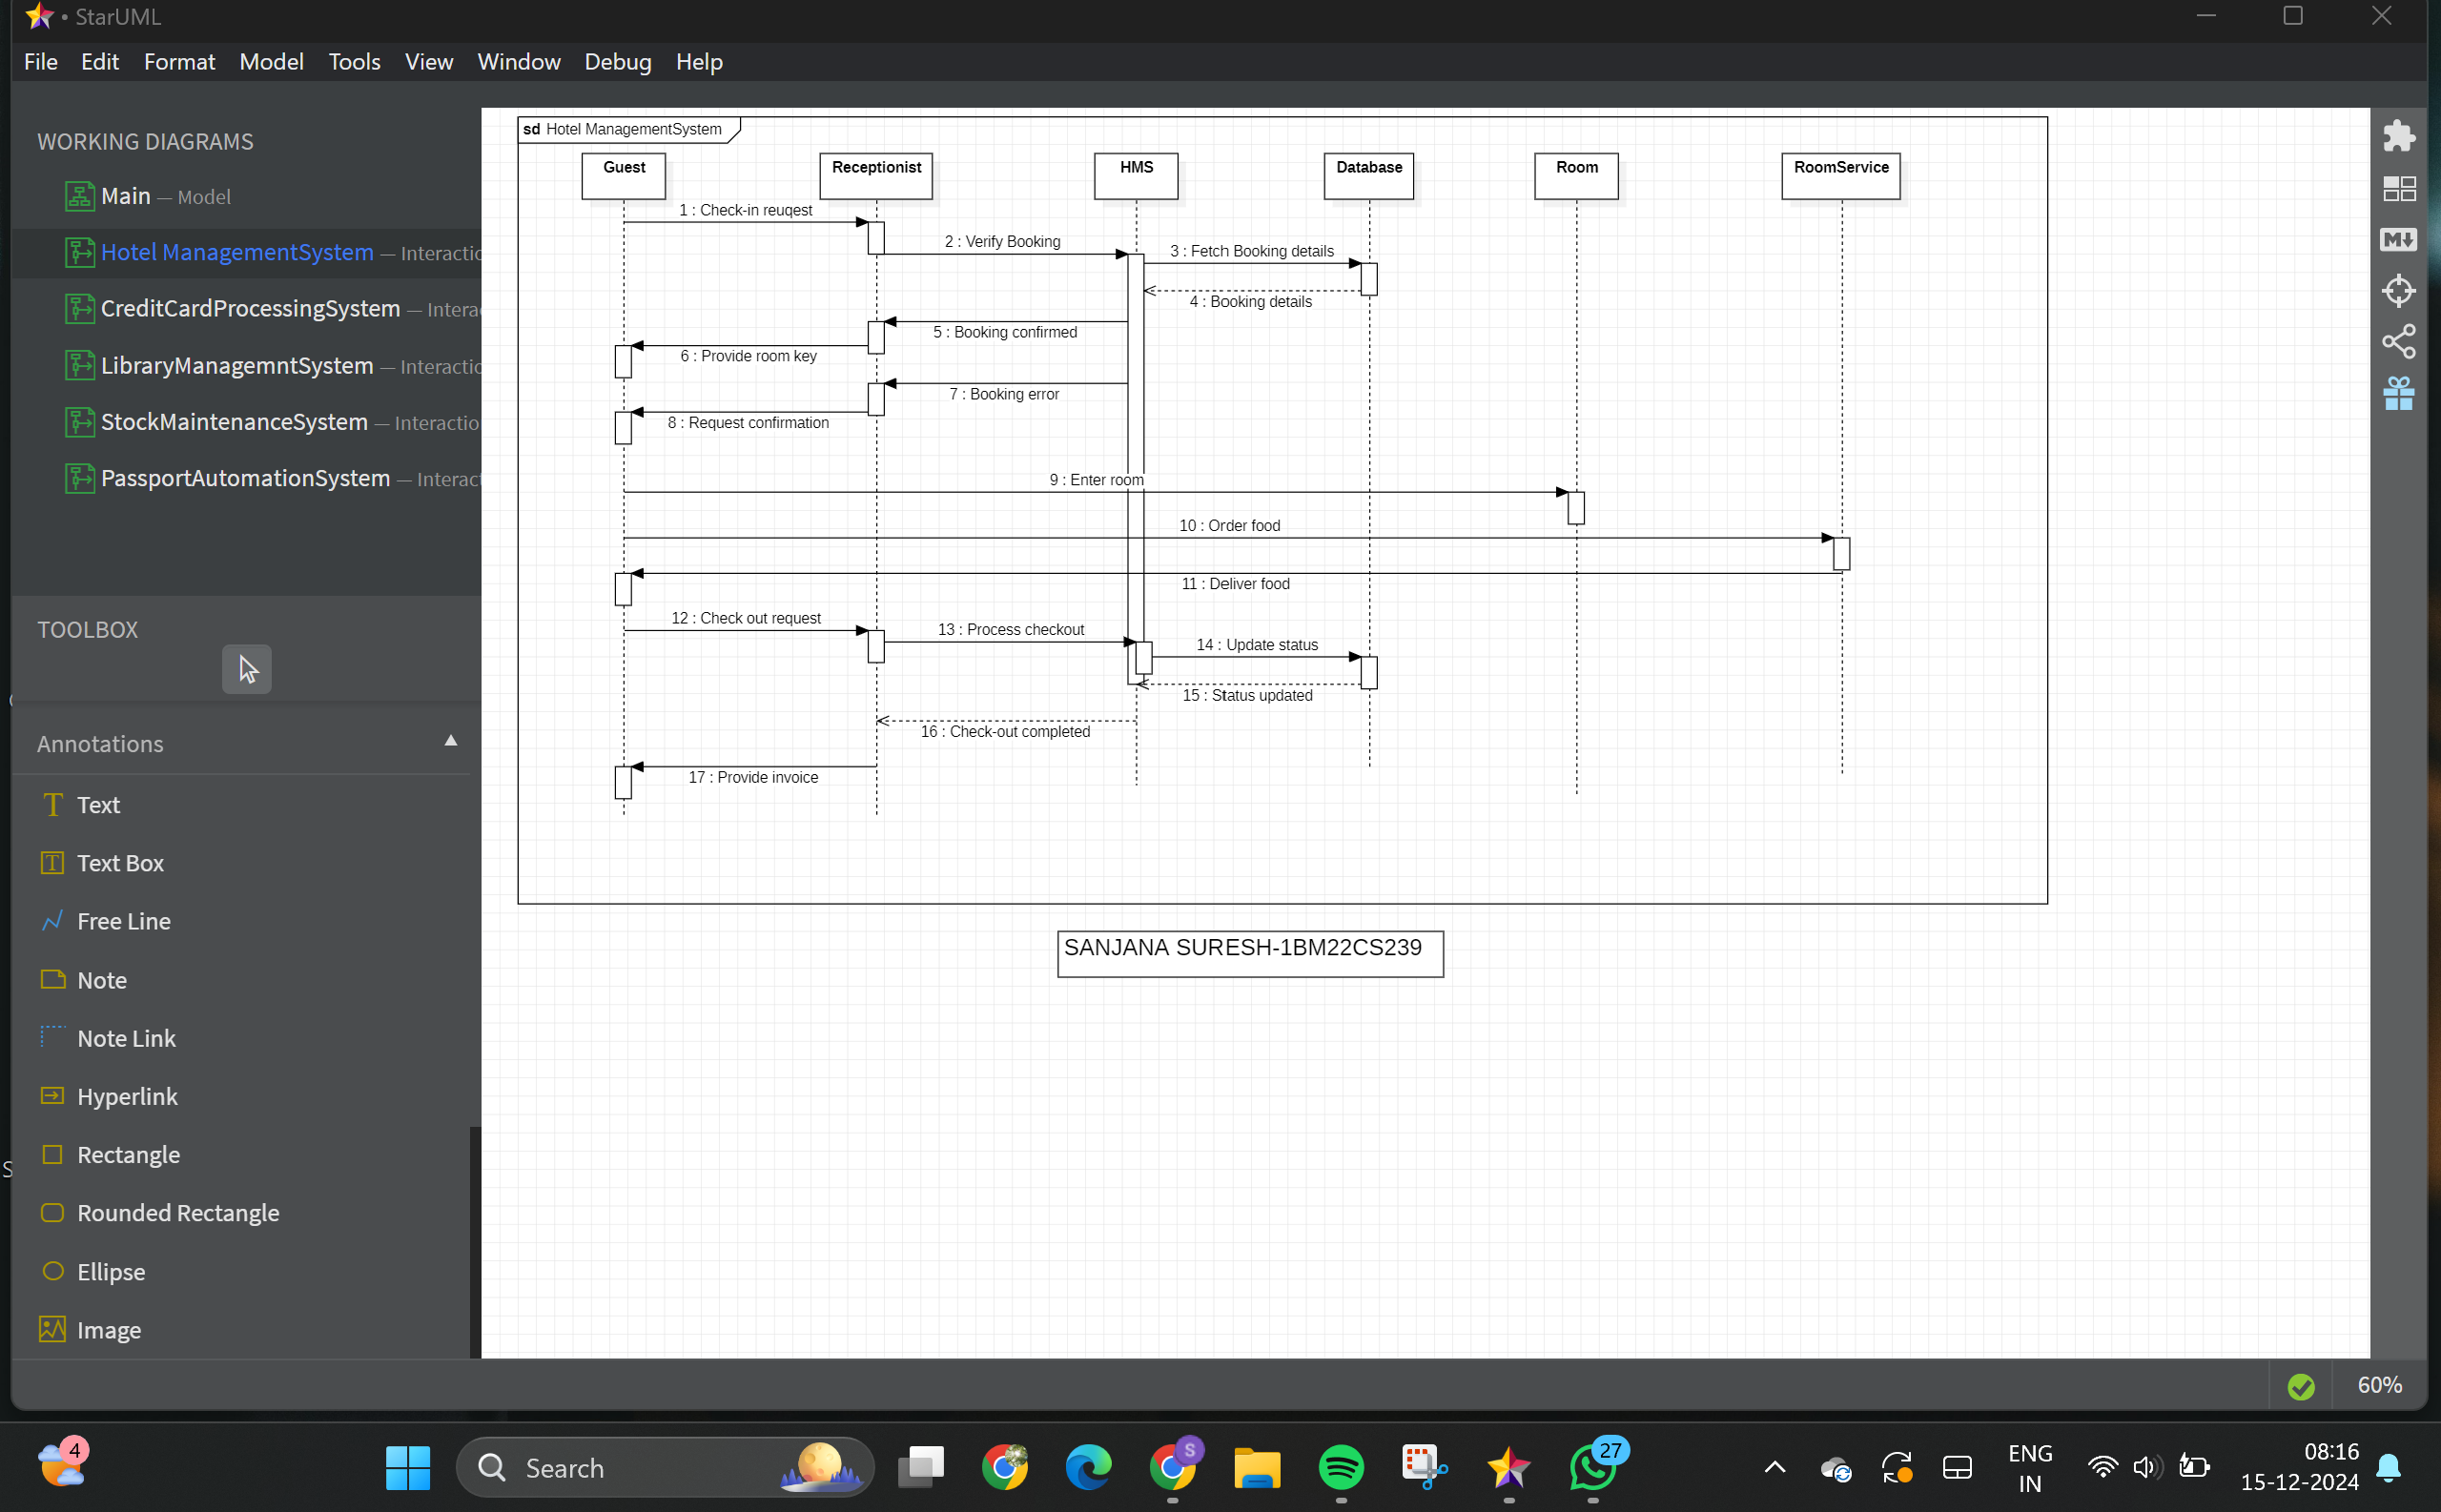 • StarUML
File Edit Format Model Tools View Window Debug Help
WORKING DIAGRAMS
Main — Model
Hotel ManagementSystem — Interactio
CreditCardProcessingSystem — Intera
LibraryManagemntSystem — Interactio
StockMaintenanceSystem — Interactio
PassportAutomationSystem — Interact
TOOLBOX
Annotations
Text
Text Box
Free Line
Note
Note Link
Hyperlink
Rectangle
Rounded Rectangle
Ellipse
Image
sd Hotel ManagementSystem
Guest Receptionist HMS Database Room RoomService
1 : Check-in reuqest
2 : Verify Booking
3 : Fetch Booking details
4 : Booking details
5 : Booking confirmed
6 : Provide room key
7 : Booking error
8 : Request confirmation
9 : Enter room
10 : Order food
11 : Deliver food
12 : Check out request
13 : Process checkout
14 : Update status
15 : Status updated
16 : Check-out completed
17 : Provide invoice
SANJANA SURESH-1BM22CS239
M
60%
4
Search
S
27
ENG
IN
08:16
15-12-2024